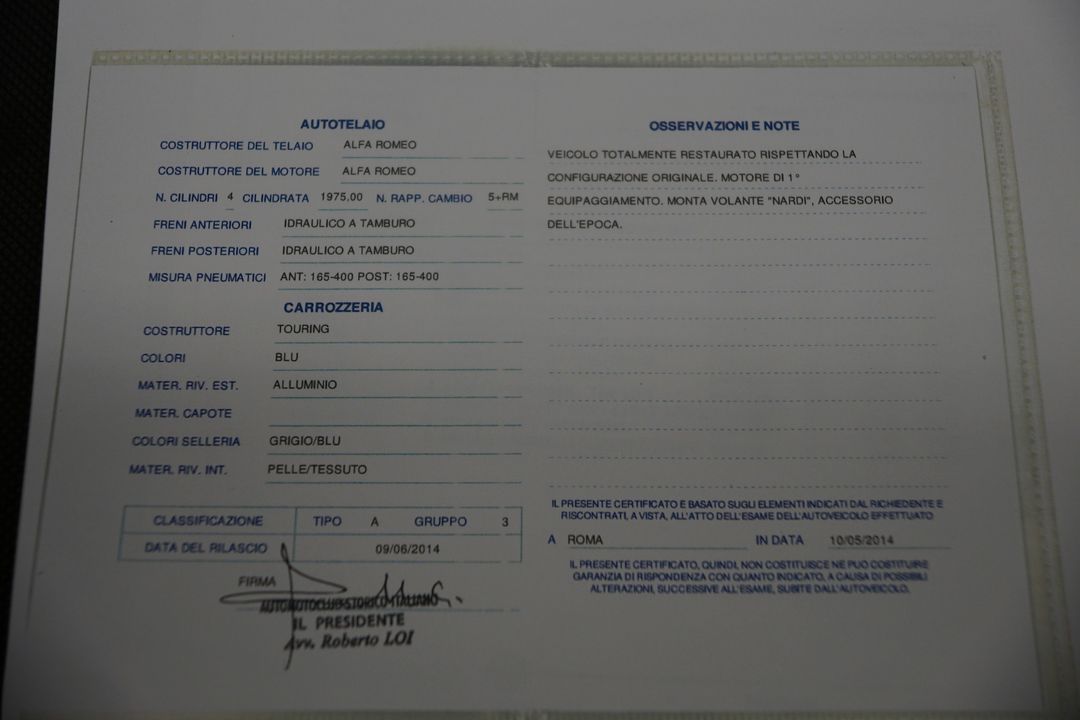 AUTOTELAIO
COSTRUTTORE DEL TELAIO ALFA ROMEO
COSTRUTTORE DEL MOTORE ALFA ROMEO
N. CILINDRI 4 CILINDRATA 1975.00 N. RAPP. CAMBIO 5+RM
FRENI ANTERIORI IDRAULICO A TAMBURO
FRENI POSTERIORI IDRAULICO A TAMBURO
MISURA PNEUMATICI ANT: 165-400 POST: 165-400
CARROZZERIA
COSTRUTTORE TOURING
COLORI BLU
MATER. RIV. EST. ALLUMINIO
MATER. CAPOTE
COLORI SELLERIA GRIGIO/BLU
MATER. RIV. INT. PELLE/TESSUTO
CLASSIFICAZIONE TIPO A GRUPPO 3
DATA DEL RILASCIO 09/06/2014
FIRMA
AUTOMOTOCLUB STORICO ITALIANO
IL PRESIDENTE
Avv. Roberto LOI
OSSERVAZIONI E NOTE
VEICOLO TOTALMENTE RESTAURATO RISPETTANDO LA
CONFIGURAZIONE ORIGINALE. MOTORE DI 1°
EQUIPAGGIAMENTO. MONTA VOLANTE "NARDI", ACCESSORIO
DELL'EPOCA.
IL PRESENTE CERTIFICATO E BASATO SUGLI ELEMENTI INDICATI DAL RICHIEDENTE E
RISCONTRATI, A VISTA, ALL'ATTO DELL'ESAME DELL'AUTOVEICOLO EFFETTUATO
A ROMA IN DATA 10/05/2014
IL PRESENTE CERTIFICATO, QUINDI, NON COSTITUISCE NE PUO COSTITUIRE
GARANZIA DI RISPONDENZA CON QUANTO INDICATO, A CAUSA DI POSSIBILI
ALTERAZIONI, SUCCESSIVE ALL'ESAME, SUBITE DALL'AUTOVEICOLO.